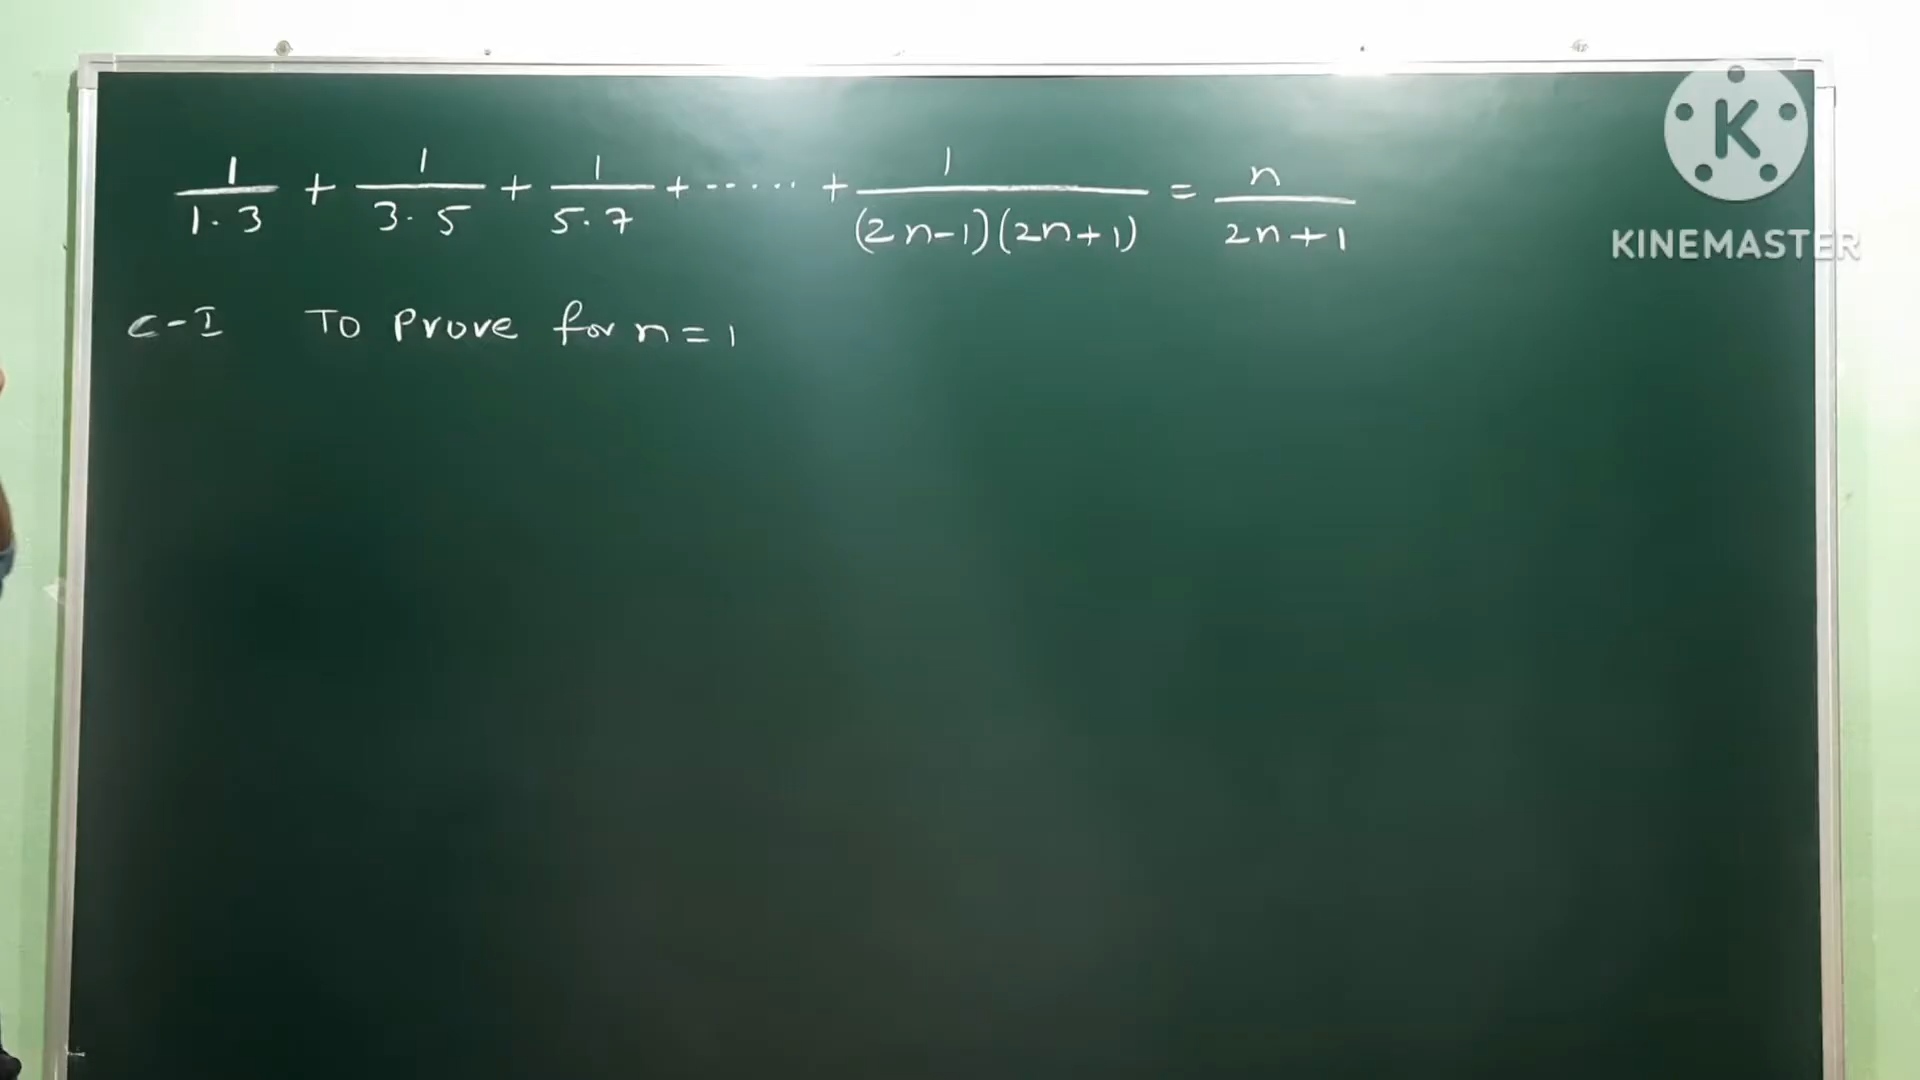 1/1·3 + 1/3·5 + 1/5·7 + ...... + 1/(2n-1)(2n+1) = n/2n+1
C-I To Prove for n = 1
K
KINEMASTER